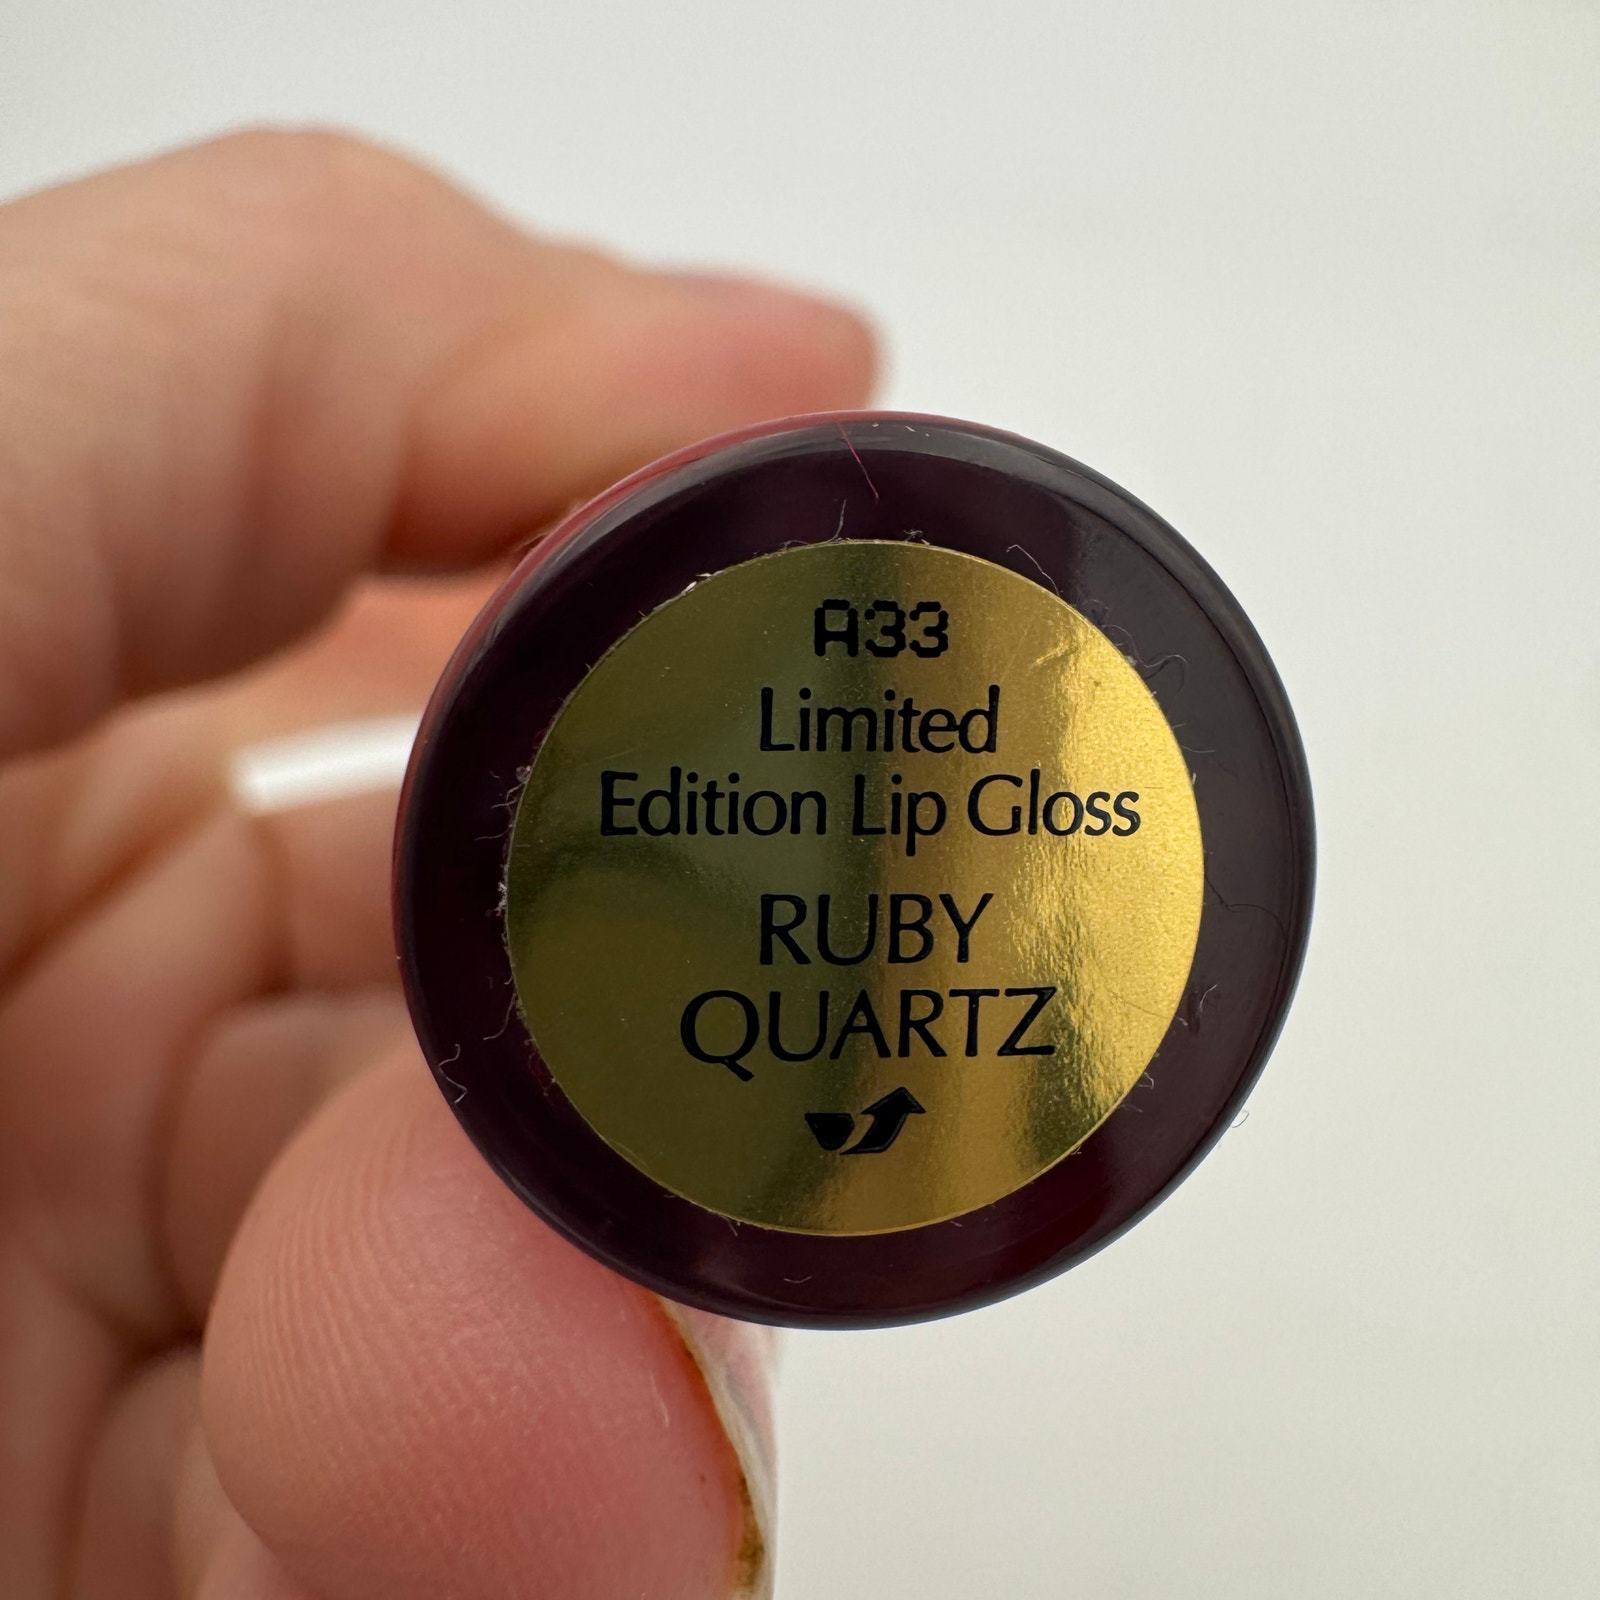 A33
Limited
Edition Lip Gloss
RUBY
QUARTZ